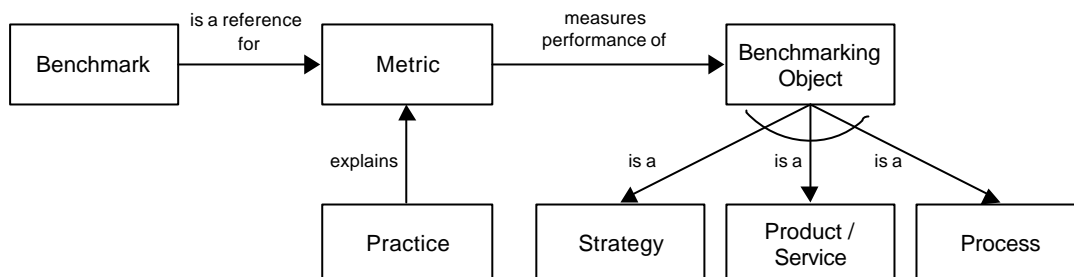 is a reference
for
measures
performance of
Benchmark
Metric
Benchmarking
Object
explains
is a
is a
is a
Practice
Strategy
Product /
Service
Process